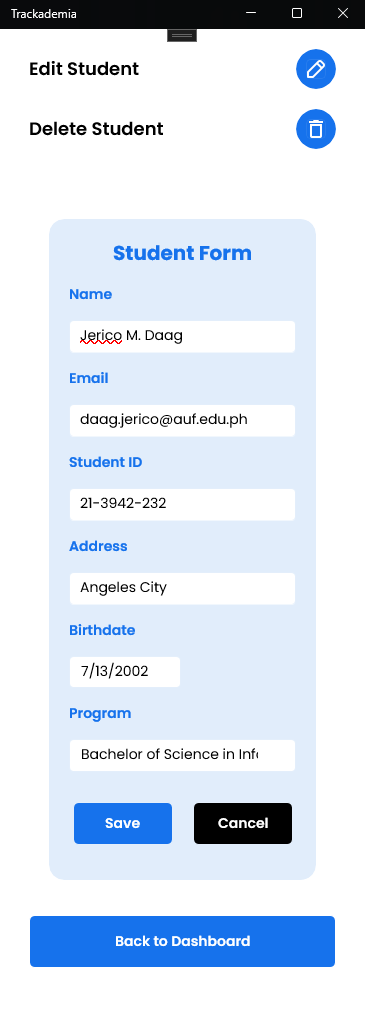 Trackademia
Edit Student
Delete Student
Student Form
Name
Jerico M. Daag
Email
daag.jerico@auf.edu.ph
Student ID
21-3942-232
Address
Angeles City
Birthdate
7/13/2002
Program
Bachelor of Science in Inf
Save
Cancel
Back to Dashboard